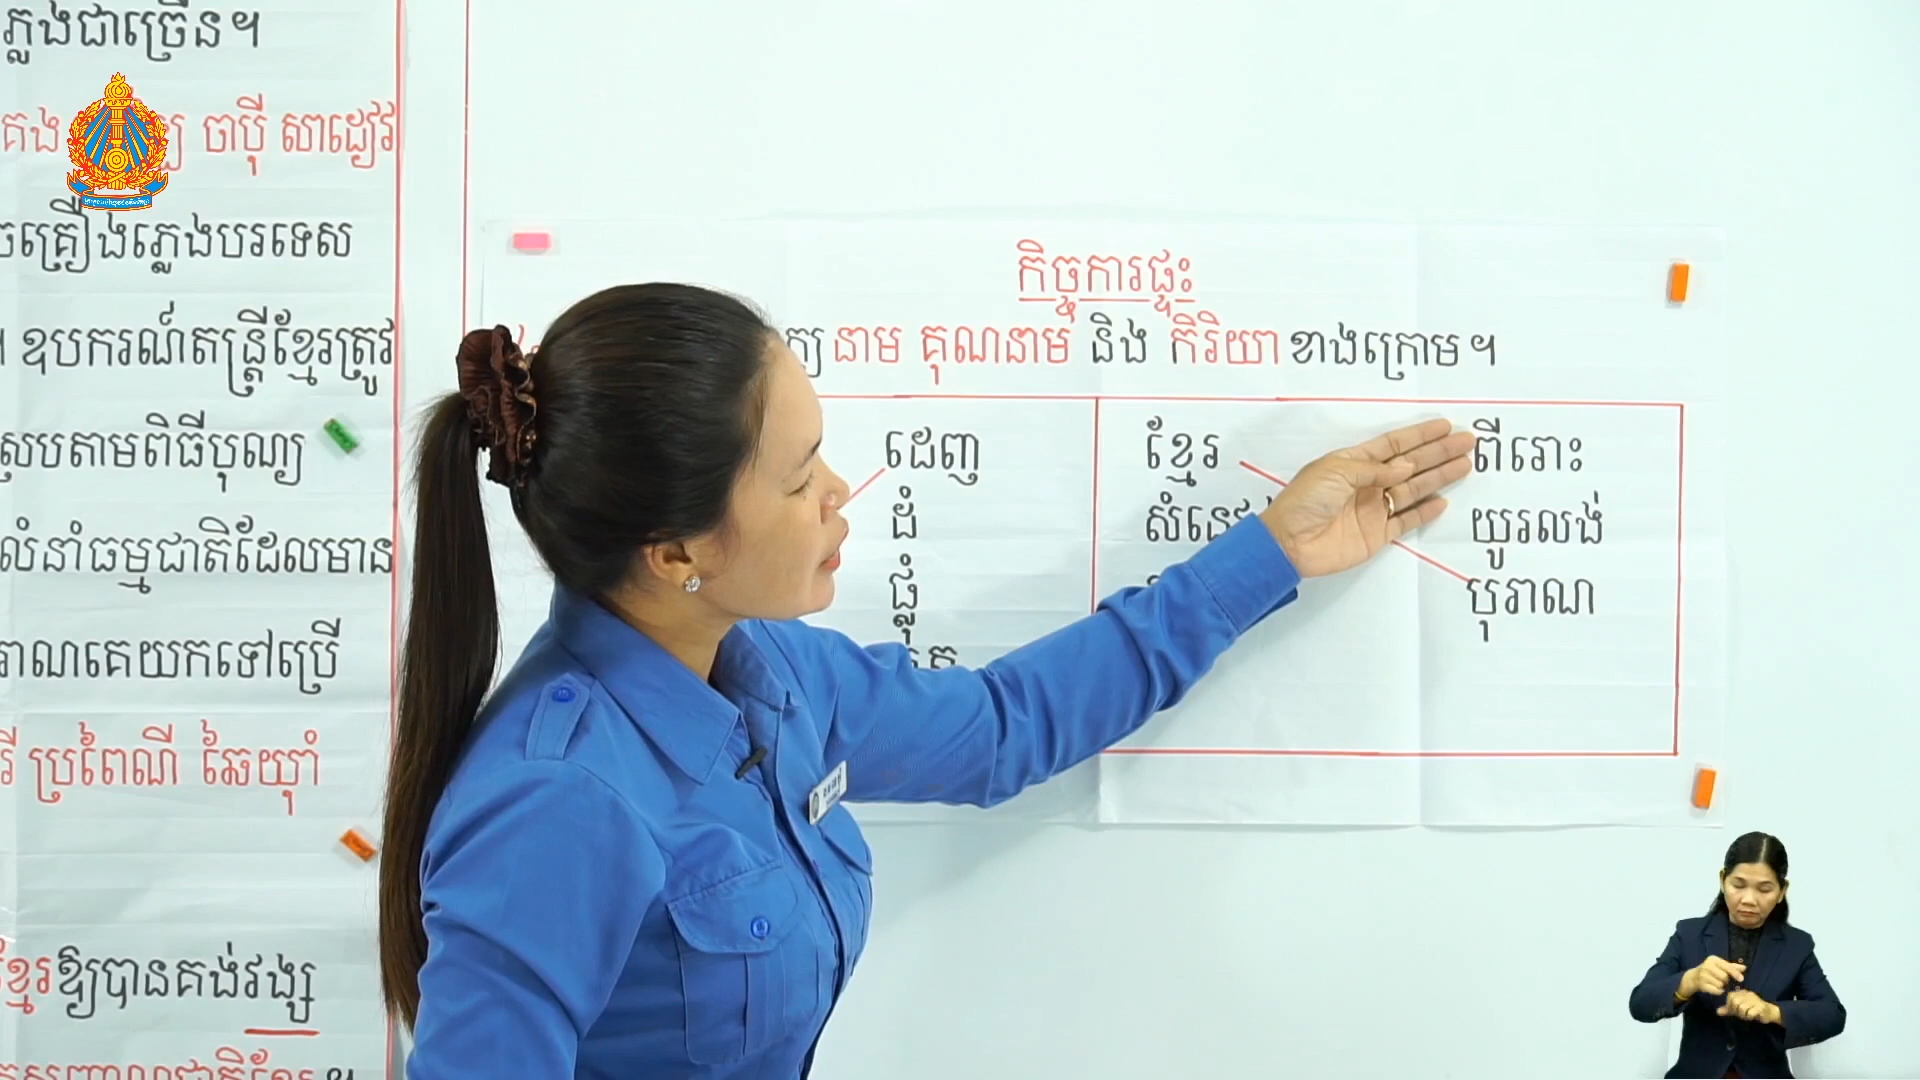 ភ្លេងជាច្រើន។
គង
ចាប៉ី សាដៀវ
គ្រឿងភ្លេងបរទេស
ឧបករណ៍តន្ត្រីខ្មែរត្រូវ
ស្របតាមពិធីបុណ្យ
លំនាំធម្មជាតិដែលមាន
រាណគេយកទៅប្រើ
រី ប្រពៃណី ឆៃយ៉ាំ
ខ្មែរឱ្យបានគង់វង្ស
កិច្ចការផ្ទះ
នាម គុណនាម និង កិរិយា ខាងក្រោម។
ដេញ
ដំ
ផ្លុំ
ខ្មែរ
ពីរោះ
យូរលង់
បុរាណ